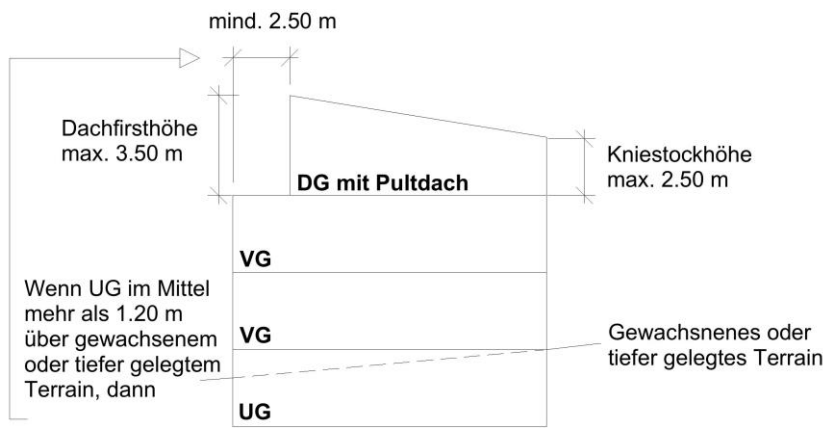 mind. 2.50 m
Dachfirsthöhe
max. 3.50 m
Kniestockhöhe
max. 2.50 m
DG mit Pultdach
VG
Wenn UG im Mittel
mehr als 1.20 m
über gewachsenem
oder tiefer gelegtem
Terrain, dann
VG
Gewachsnenes oder
tiefer gelegtes Terrain
UG